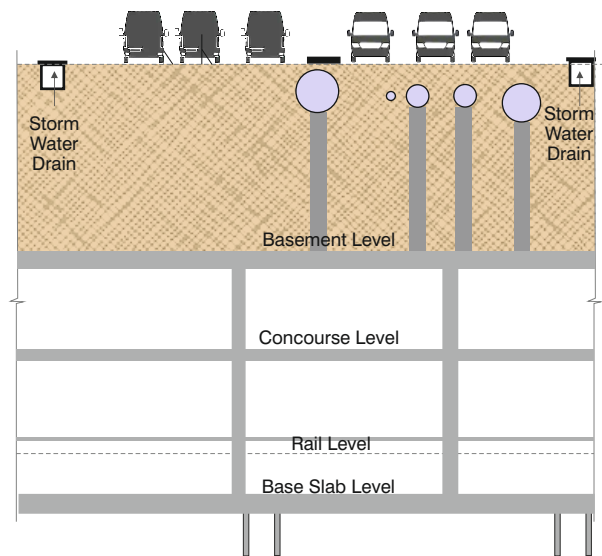 Storm
Water
Drain
Storm
Water
Drain
Basement Level
Concourse Level
Rail Level
Base Slab Level